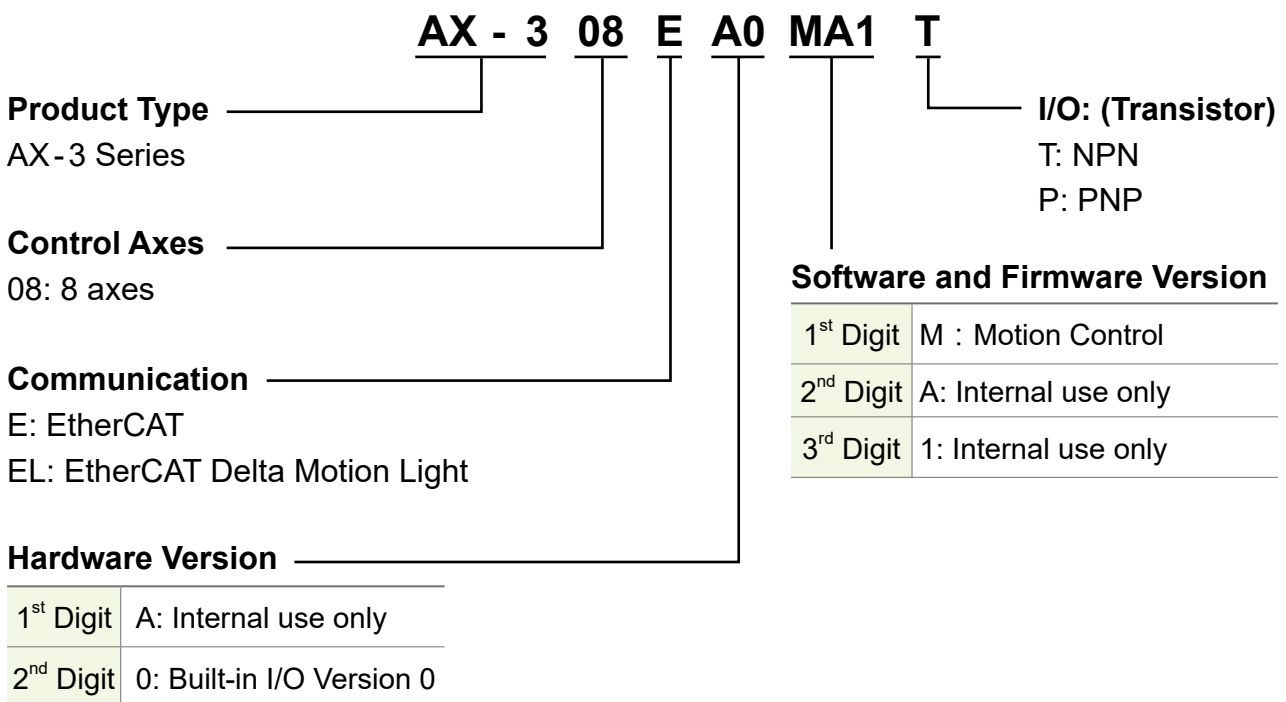 AX - 3 08 E A0 MA1 T
Product Type
AX-3 Series
Control Axes
08: 8 axes
Communication
E: EtherCAT
EL: EtherCAT Delta Motion Light
Hardware Version
1st Digit A: Internal use only
2nd Digit 0: Built-in I/O Version 0
I/O: (Transistor)
T: NPN
P: PNP
Software and Firmware Version
1st Digit M : Motion Control
2nd Digit A: Internal use only
3rd Digit 1: Internal use only